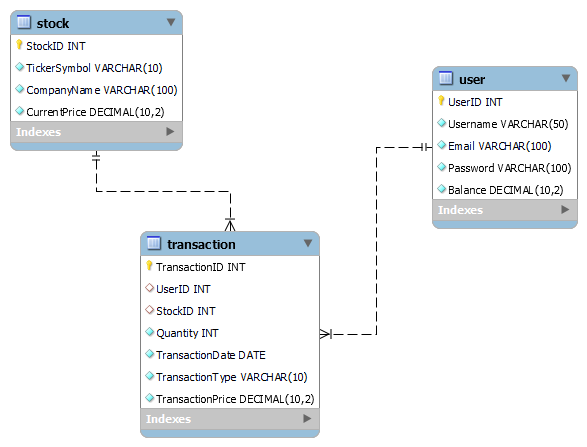 stock
StockID INT
TickerSymbol VARCHAR(10)
CompanyName VARCHAR(100)
CurrentPrice DECIMAL(10,2)
Indexes
user
UserID INT
Username VARCHAR(50)
Email VARCHAR(100)
Password VARCHAR(100)
Balance DECIMAL(10,2)
Indexes
transaction
TransactionID INT
UserID INT
StockID INT
Quantity INT
TransactionDate DATE
TransactionType VARCHAR(10)
TransactionPrice DECIMAL(10,2)
Indexes